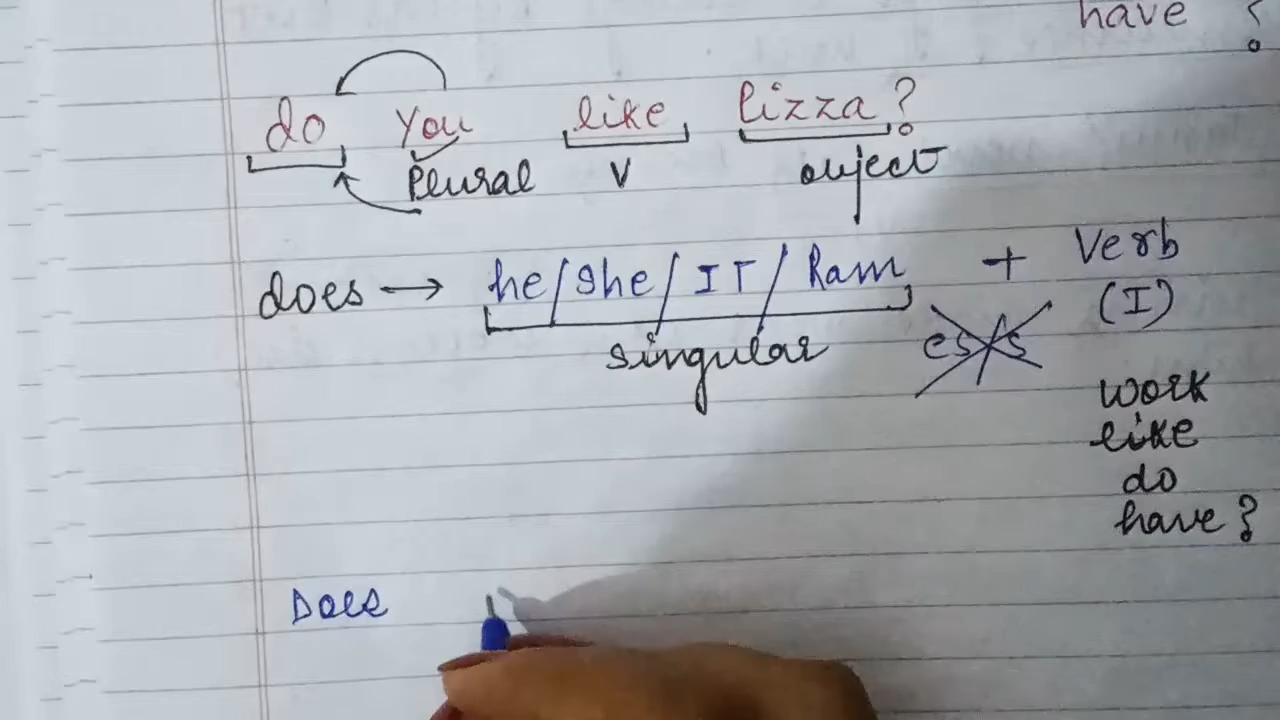 have ?
do you like Pizza ?
Plural V object
does → he/she/IT/Ram + Verb
(I)
singular es/s
work
like
do
have ?
Does